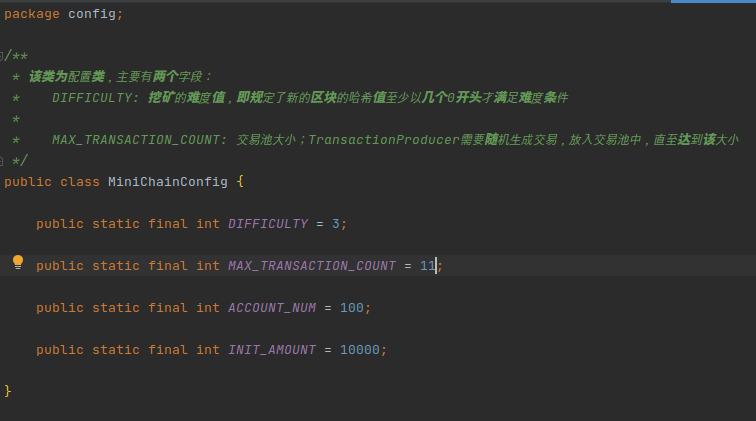 package config;
/**
 * 该类为配置类，主要有两个字段：
 *    DIFFICULTY: 挖矿的难度值，即规定了新的区块的哈希值至少以几个0开头才满足难度条件
 *
 *    MAX_TRANSACTION_COUNT: 交易池大小；TransactionProducer需要随机生成交易，放入交易池中，直至达到该大小
 */
public class MiniChainConfig {
    public static final int DIFFICULTY = 3;
    public static final int MAX_TRANSACTION_COUNT = 11;
    public static final int ACCOUNT_NUM = 100;
    public static final int INIT_AMOUNT = 10000;
}